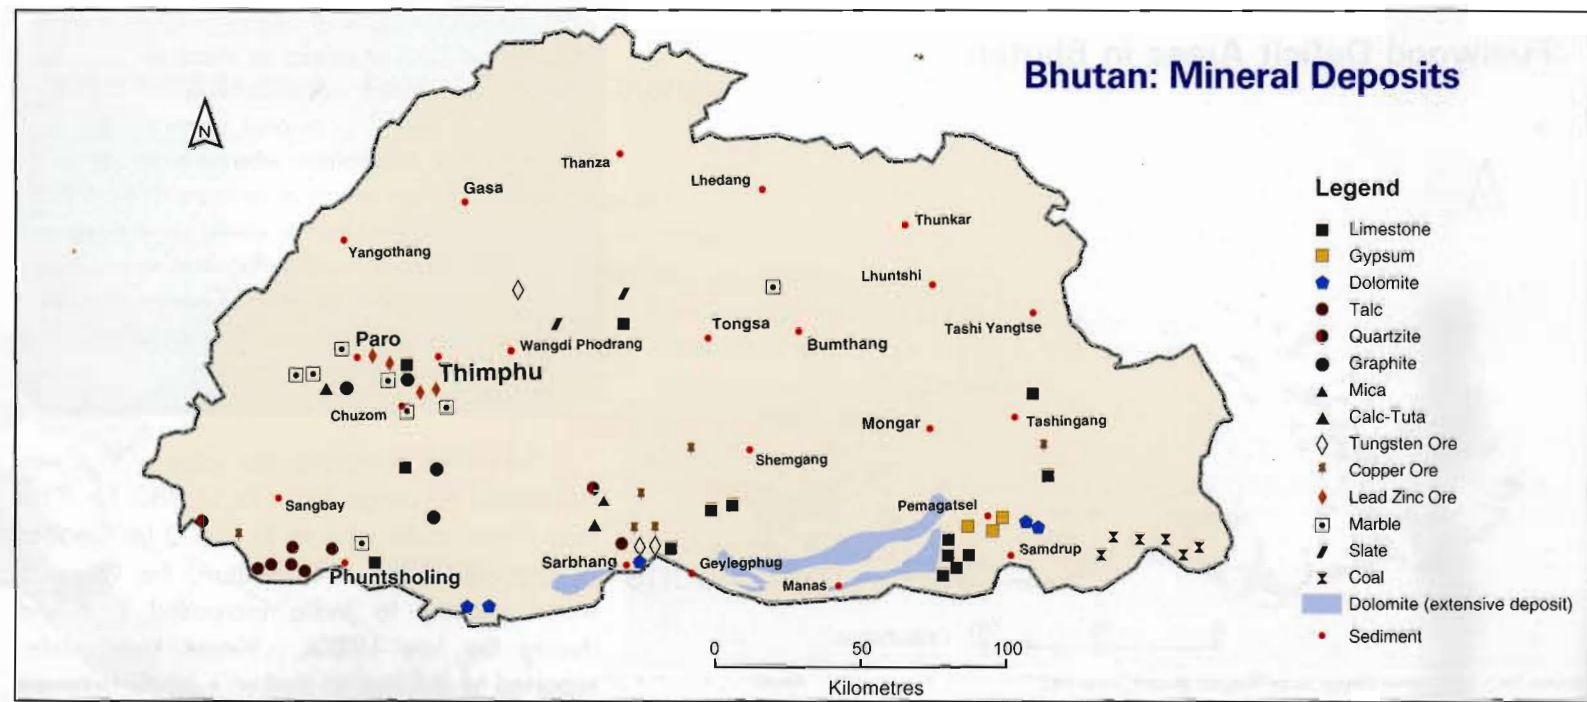 Bhutan: Mineral Deposits
N
Thanza
Lhedang
Gasa
Thunkar
Yangothang
Lhuntshi
Tongsa
Tashi Yangtse
Paro
Wangdi Phodrang
Bumthang
Thimphu
Chuzom
Mongar
Tashingang
Shemgang
Sangbay
Pemagatsel
Samdrup
Sarbhang
Geylegphug
Phuntsholing
Manas
0 50 100
Kilometres
Legend
Limestone
Gypsum
Dolomite
Talc
Quartzite
Graphite
Mica
Calc-Tuta
Tungsten Ore
Copper Ore
Lead Zinc Ore
Marble
Slate
Coal
Dolomite (extensive deposit)
Sediment